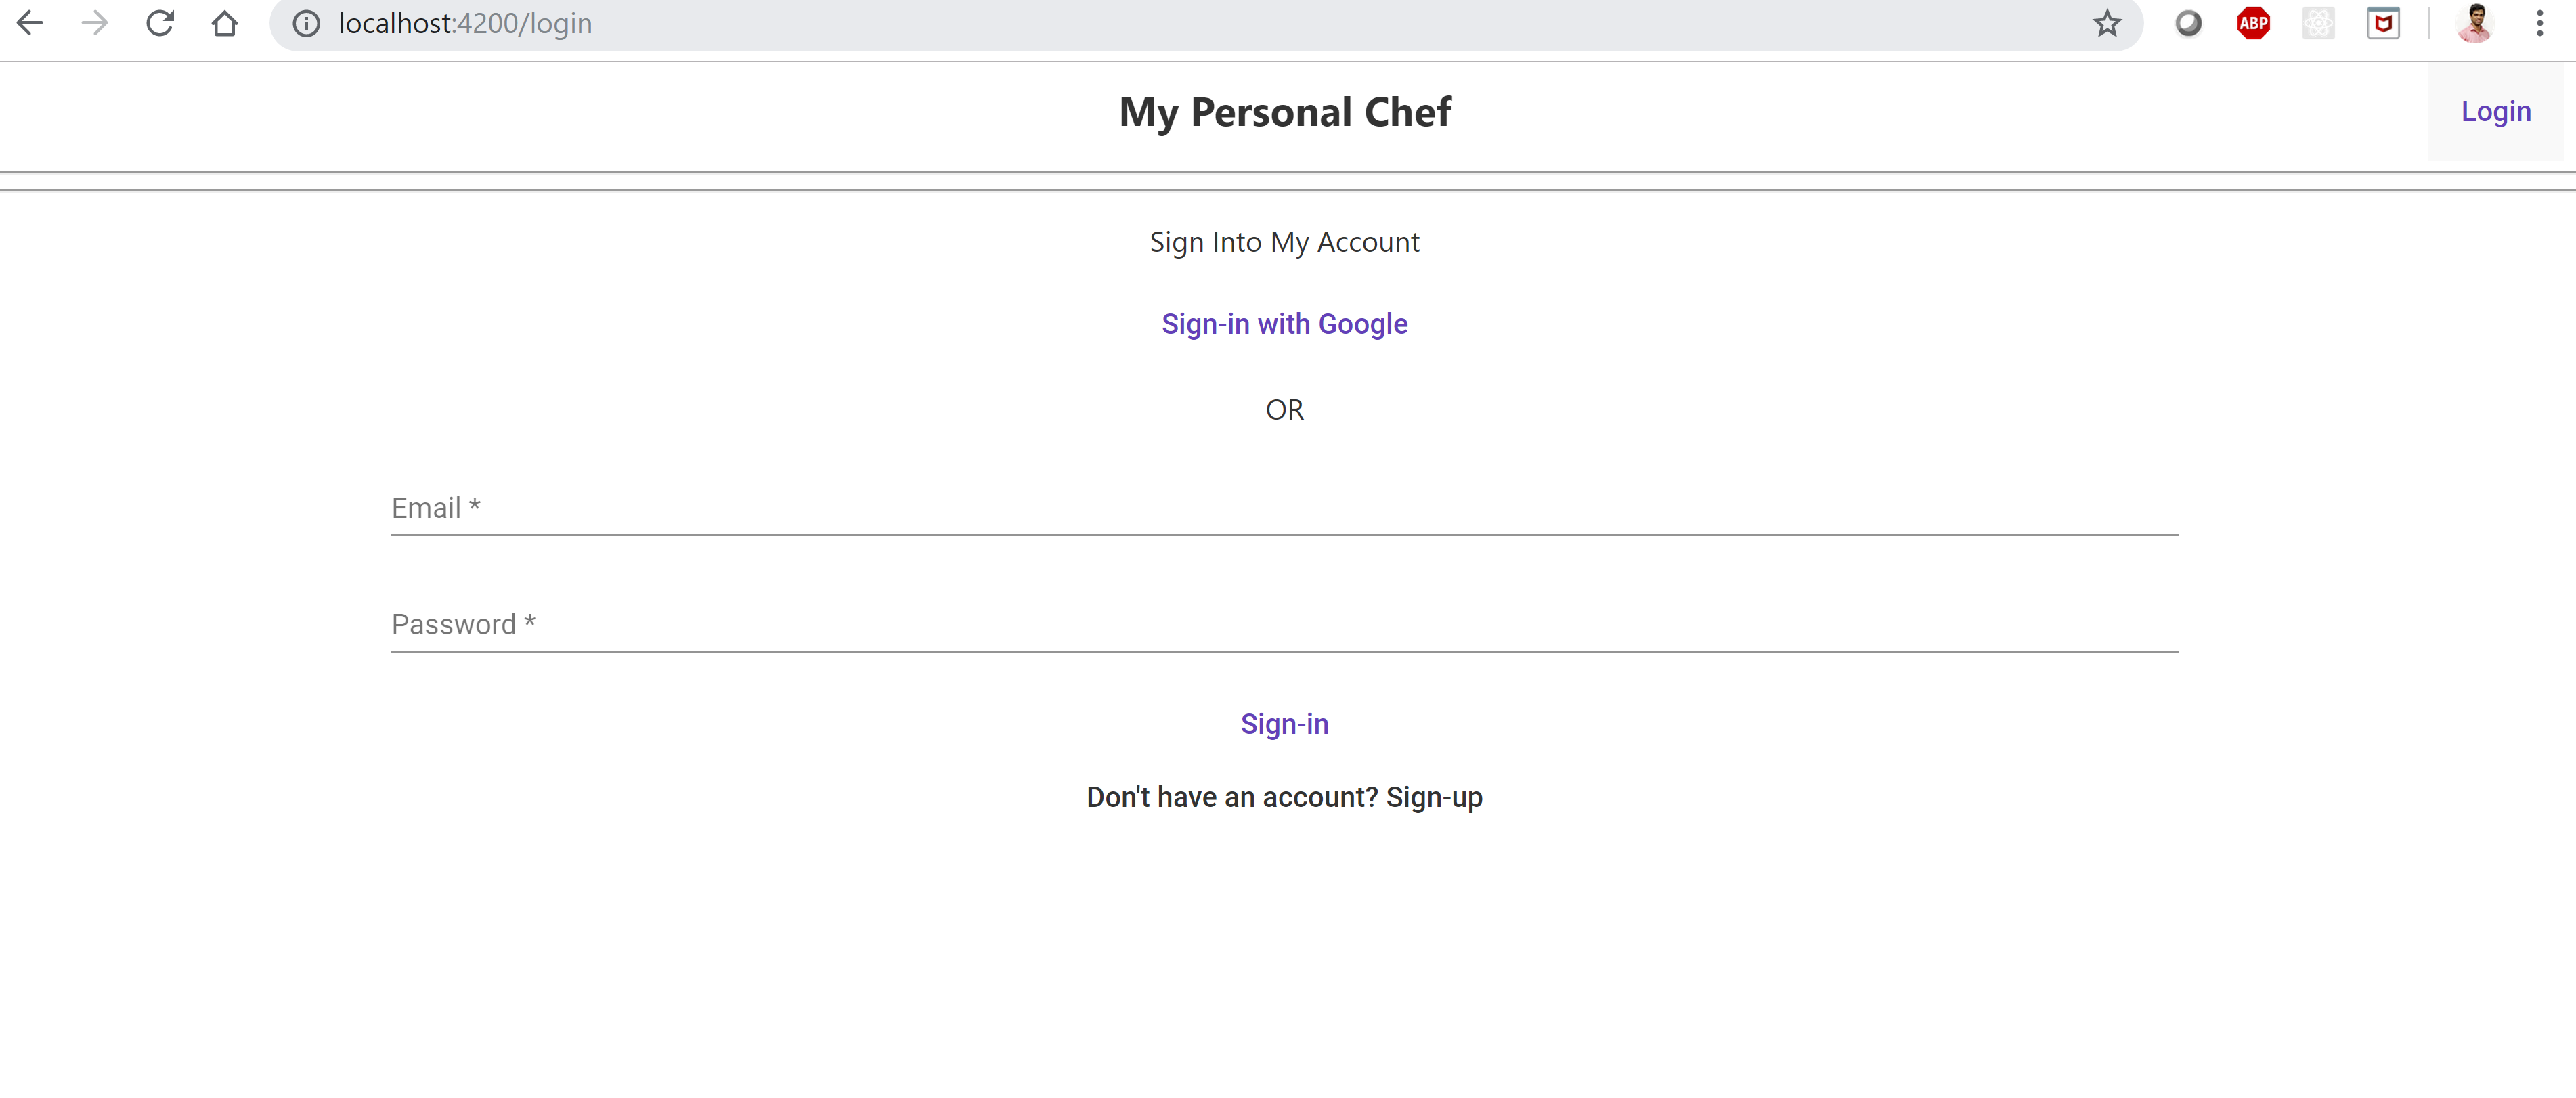 localhost:4200/login
ABP
My Personal Chef
Login
Sign Into My Account
Sign-in with Google
OR
Email *
Password *
Sign-in
Don't have an account? Sign-up